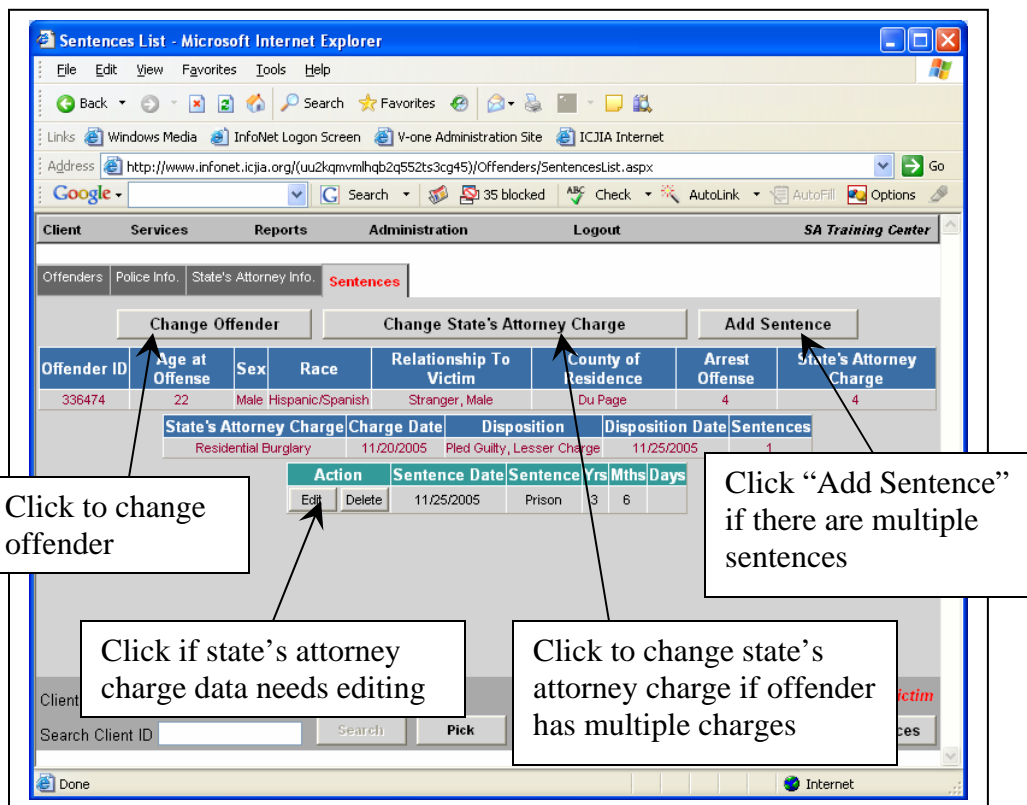 Sentences List - Microsoft Internet Explorer
File Edit View Favorites Tools Help
Back Search Favorites
Links Windows Media InfoNet Logon Screen V-one Administration Site ICJIA Internet
Address http://www.infonet.icjia.org/(uu2kqmvmlhqb2q552ts3cg45)/Offenders/SentencesList.aspx Go
Google Search 35 blocked ABC Check AutoLink AutoFill Options
Client Services Reports Administration Logout SA Training Center
Offenders Police Info. State's Attorney Info. Sentences
Change Offender Change State's Attorney Charge Add Sentence
Offender ID Age at Offense Sex Race Relationship To Victim County of Residence Arrest Offense State's Attorney Charge
336474 22 Male Hispanic/Spanish Stranger, Male Du Page 4 4
State's Attorney Charge Charge Date Disposition Disposition Date Sentences
Residential Burglary 11/20/2005 Pled Guilty, Lesser Charge 11/25/2005 1
Action Sentence Date Sentence Yrs Mths Days
Edit Delete 11/25/2005 Prison 3 6
Click to change
offender
Click "Add Sentence"
if there are multiple
sentences
Click if state's attorney
charge data needs editing
Click to change state's
attorney charge if offender
has multiple charges
Client
Search Client ID Search Pick
Done Internet